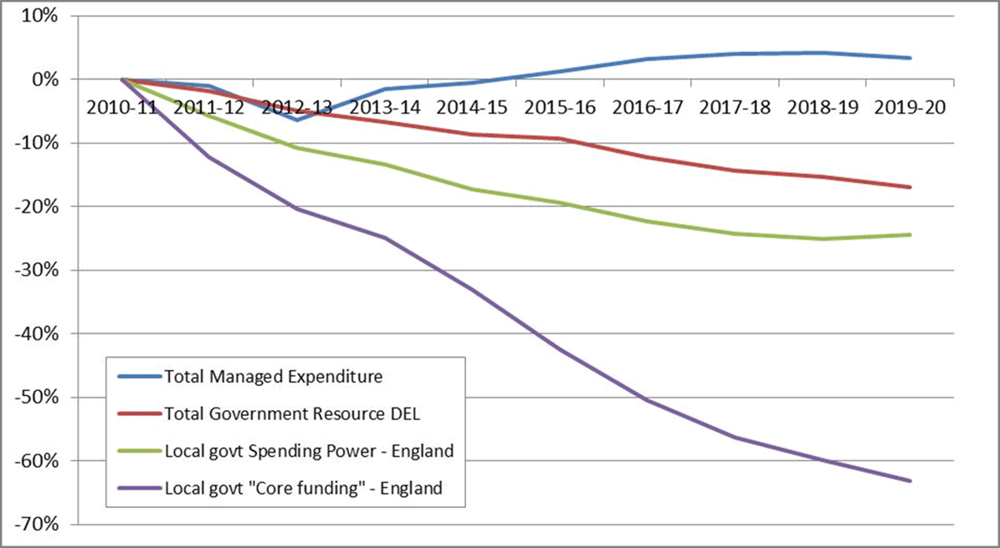 10%
0%
2010-11 2011-12 2012-13 2013-14 2014-15 2015-16 2016-17 2017-18 2018-19 2019-20
-10%
-20%
-30%
-40%
Total Managed Expenditure
-50%
Total Government Resource DEL
Local govt Spending Power - England
-60%
Local govt "Core funding" - England
-70%